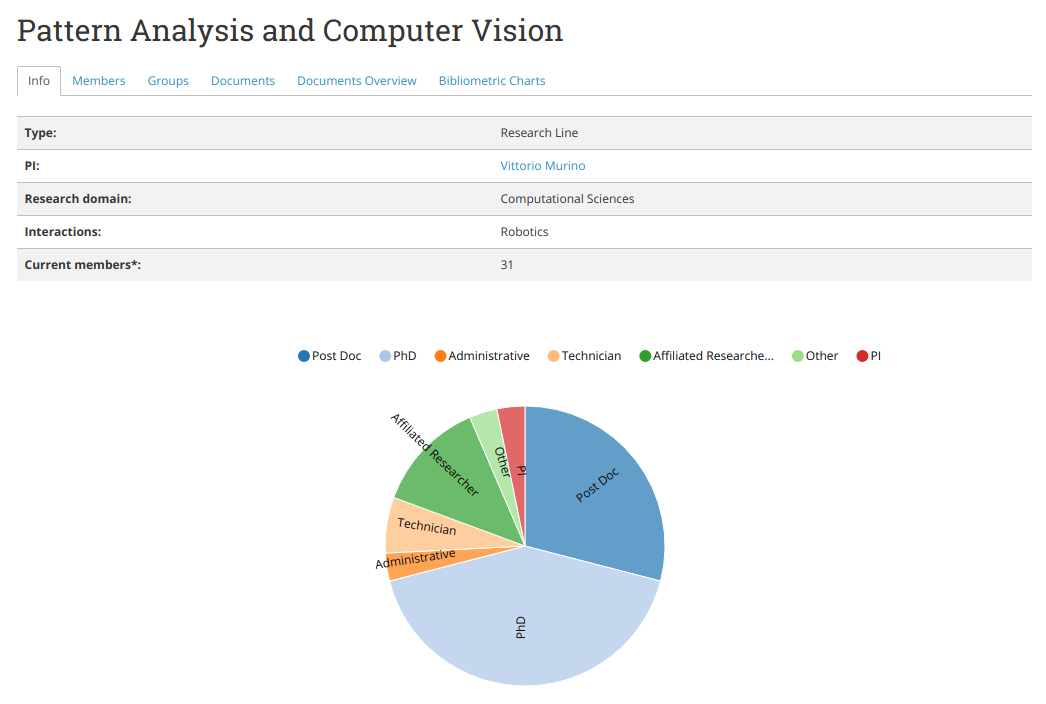 Pattern Analysis and Computer Vision
Info Members Groups Documents Documents Overview Bibliometric Charts
Type: Research Line
PI: Vittorio Murino
Research domain: Computational Sciences
Interactions: Robotics
Current members*: 31
Post Doc PhD Administrative Technician Affiliated Researche... Other PI
Affiliated Researcher
Other
PI
Post Doc
Technician
Administrative
PhD